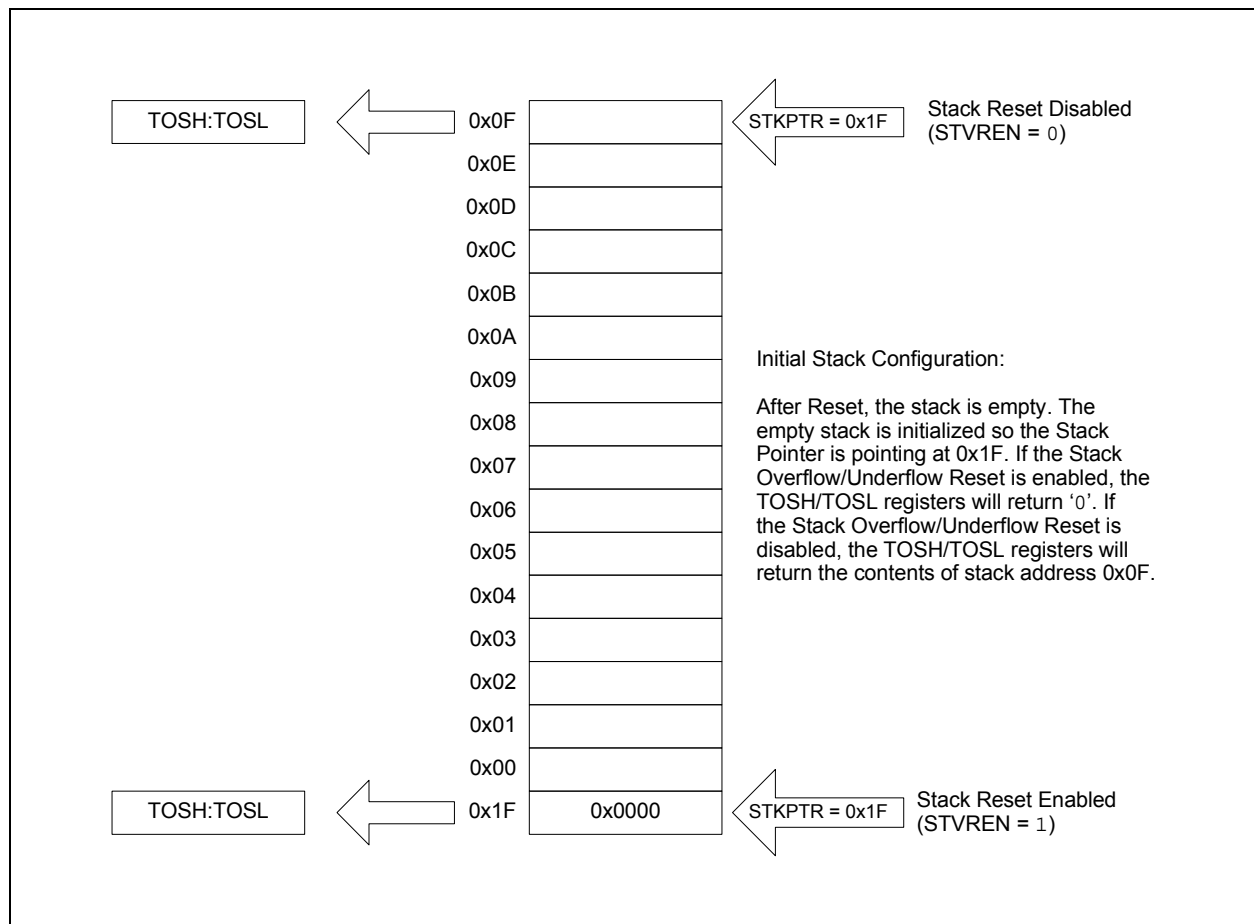 TOSH:TOSL
0x0F
STKPTR = 0x1F
Stack Reset Disabled
(STVREN = 0)
0x0E
0x0D
0x0C
0x0B
0x0A
0x09
0x08
0x07
0x06
0x05
0x04
0x03
0x02
0x01
0x00
Initial Stack Configuration:
After Reset, the stack is empty. The
empty stack is initialized so the Stack
Pointer is pointing at 0x1F. If the Stack
Overflow/Underflow Reset is enabled, the
TOSH/TOSL registers will return ‘0’. If
the Stack Overflow/Underflow Reset is
disabled, the TOSH/TOSL registers will
return the contents of stack address 0x0F.
TOSH:TOSL
0x1F
0x0000
STKPTR = 0x1F
Stack Reset Enabled
(STVREN = 1)